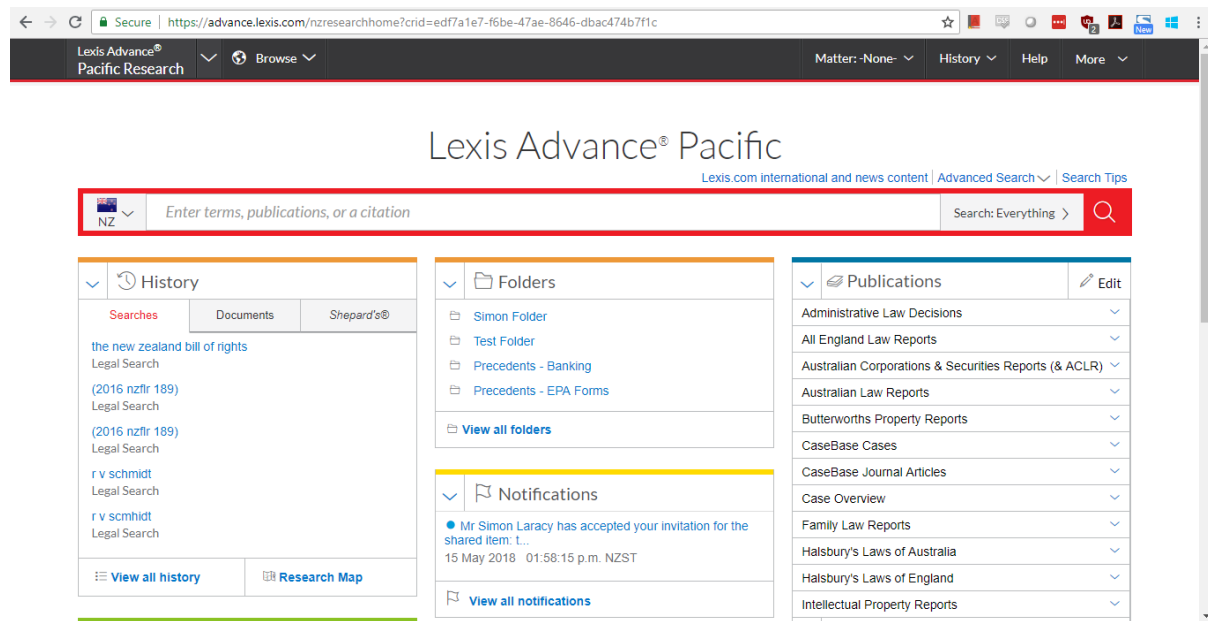 Secure | https://advance.lexis.com/nzresearchhome?crid=edf7a1e7-f6be-47ae-8646-dbac474b7f1c
2
New
Lexis Advance®
Pacific Research
Browse
Matter: -None-
History
Help
More
Lexis Advance® Pacific
Lexis.com international and news content | Advanced Search | Search Tips
NZ
Enter terms, publications, or a citation
Search: Everything
History
Searches
Documents
Shepard's®
the new zealand bill of rights
Legal Search
(2016 nzflr 189)
Legal Search
(2016 nzflr 189)
Legal Search
r v schmidt
Legal Search
r v scmhidt
Legal Search
View all history
Research Map
Folders
Simon Folder
Test Folder
Precedents - Banking
Precedents - EPA Forms
View all folders
Notifications
Mr Simon Laracy has accepted your invitation for the
shared item: t...
15 May 2018 01:58:15 p.m. NZST
View all notifications
Publications
Edit
Administrative Law Decisions
All England Law Reports
Australian Corporations & Securities Reports (& ACLR)
Australian Law Reports
Butterworths Property Reports
CaseBase Cases
CaseBase Journal Articles
Case Overview
Family Law Reports
Halsbury's Laws of Australia
Halsbury's Laws of England
Intellectual Property Reports